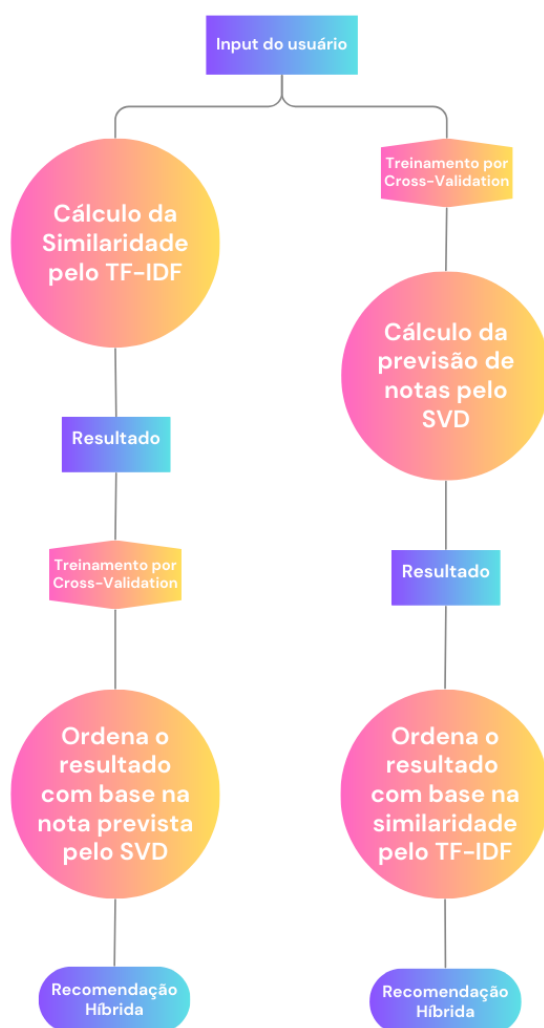 Input do usuário
Cálculo da
Similaridade
pelo TF-IDF
Resultado
Treinamento por
Cross-Validation
Ordena o
resultado
com base na
nota prevista
pelo SVD
Recomendação
Híbrida
Treinamento por
Cross-Validation
Cálculo da
previsão de
notas pelo
SVD
Resultado
Ordena o
resultado
com base na
similaridade
pelo TF-IDF
Recomendação
Híbrida